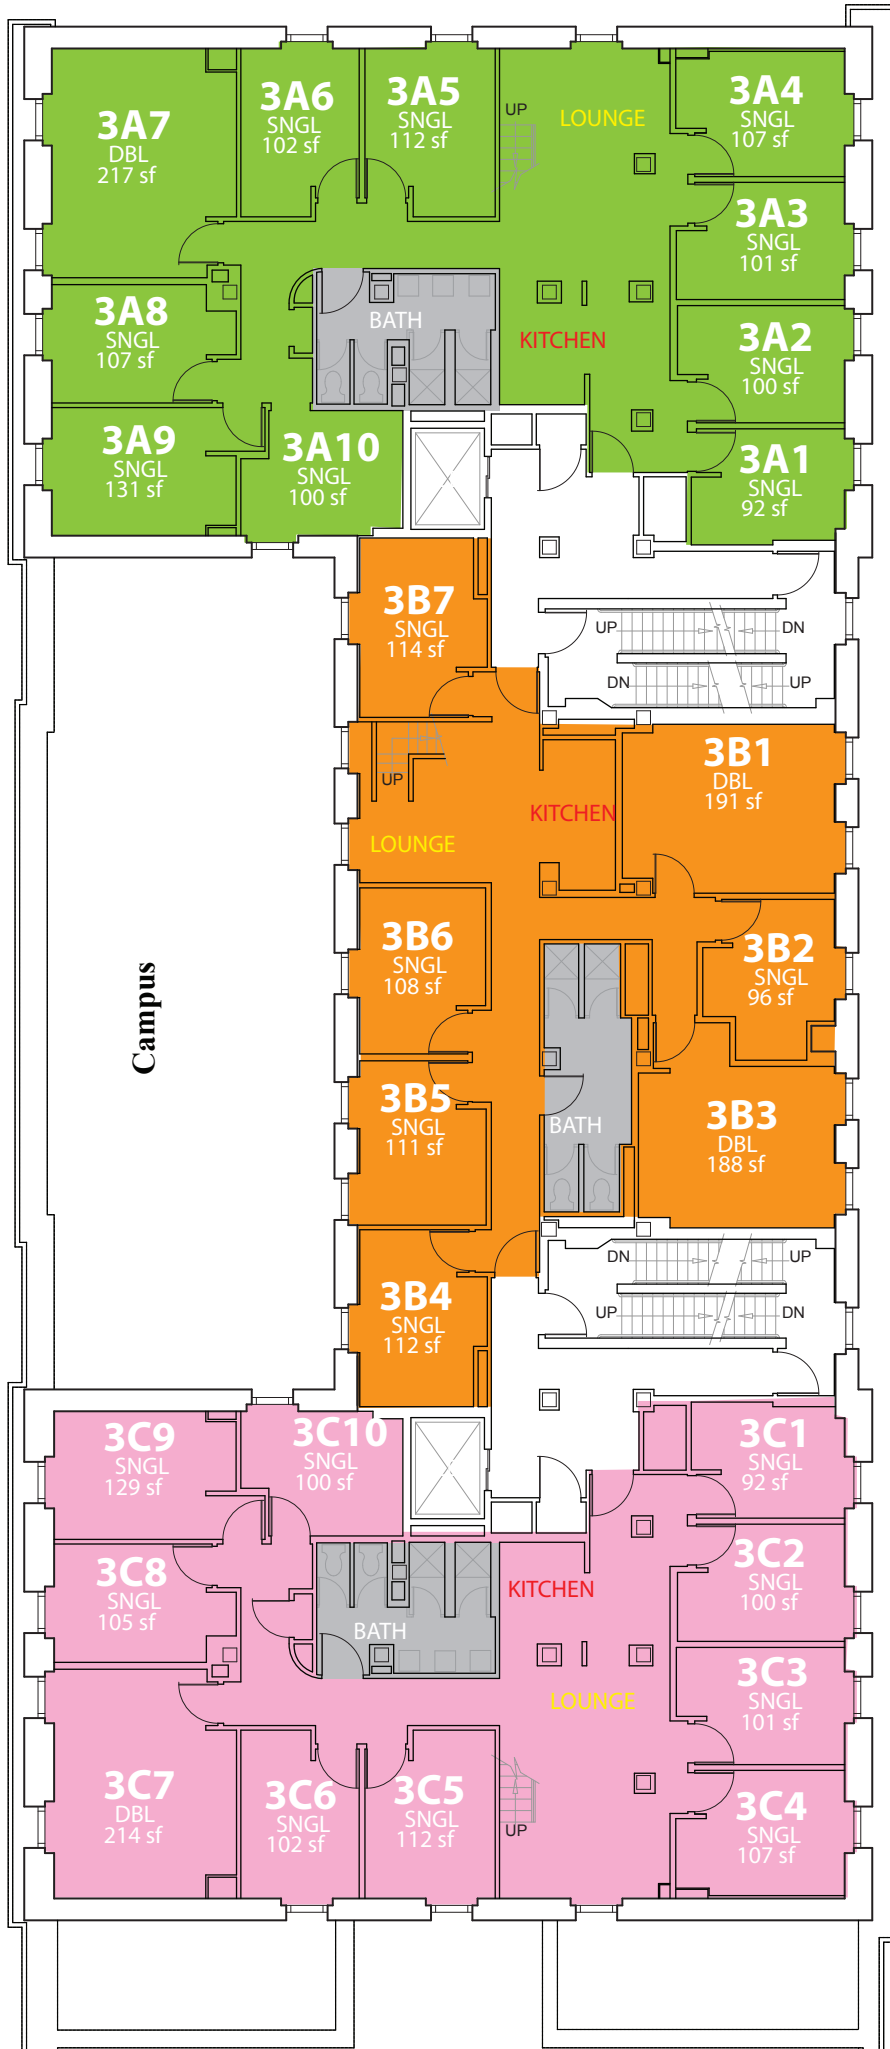 3A7
DBL
217 sf
3A6
SNGL
102 sf
3A5
SNGL
112 sf
UP
LOUNGE
3A4
SNGL
107 sf
3A3
SNGL
101 sf
3A8
SNGL
107 sf
BATH
KITCHEN
3A2
SNGL
100 sf
3A9
SNGL
131 sf
3A10
SNGL
100 sf
3A1
SNGL
92 sf
3B7
SNGL
114 sf
UP
DN
DN
UP
3B1
DBL
191 sf
UP
KITCHEN
LOUNGE
3B6
SNGL
108 sf
3B2
SNGL
96 sf
Campus
3B5
SNGL
111 sf
BATH
3B3
DBL
188 sf
DN
UP
UP
DN
3B4
SNGL
112 sf
3C9
SNGL
129 sf
3C10
SNGL
100 sf
3C1
SNGL
92 sf
3C8
SNGL
105 sf
BATH
KITCHEN
3C2
SNGL
100 sf
LOUNGE
3C3
SNGL
101 sf
3C7
DBL
214 sf
3C6
SNGL
102 sf
3C5
SNGL
112 sf
UP
3C4
SNGL
107 sf